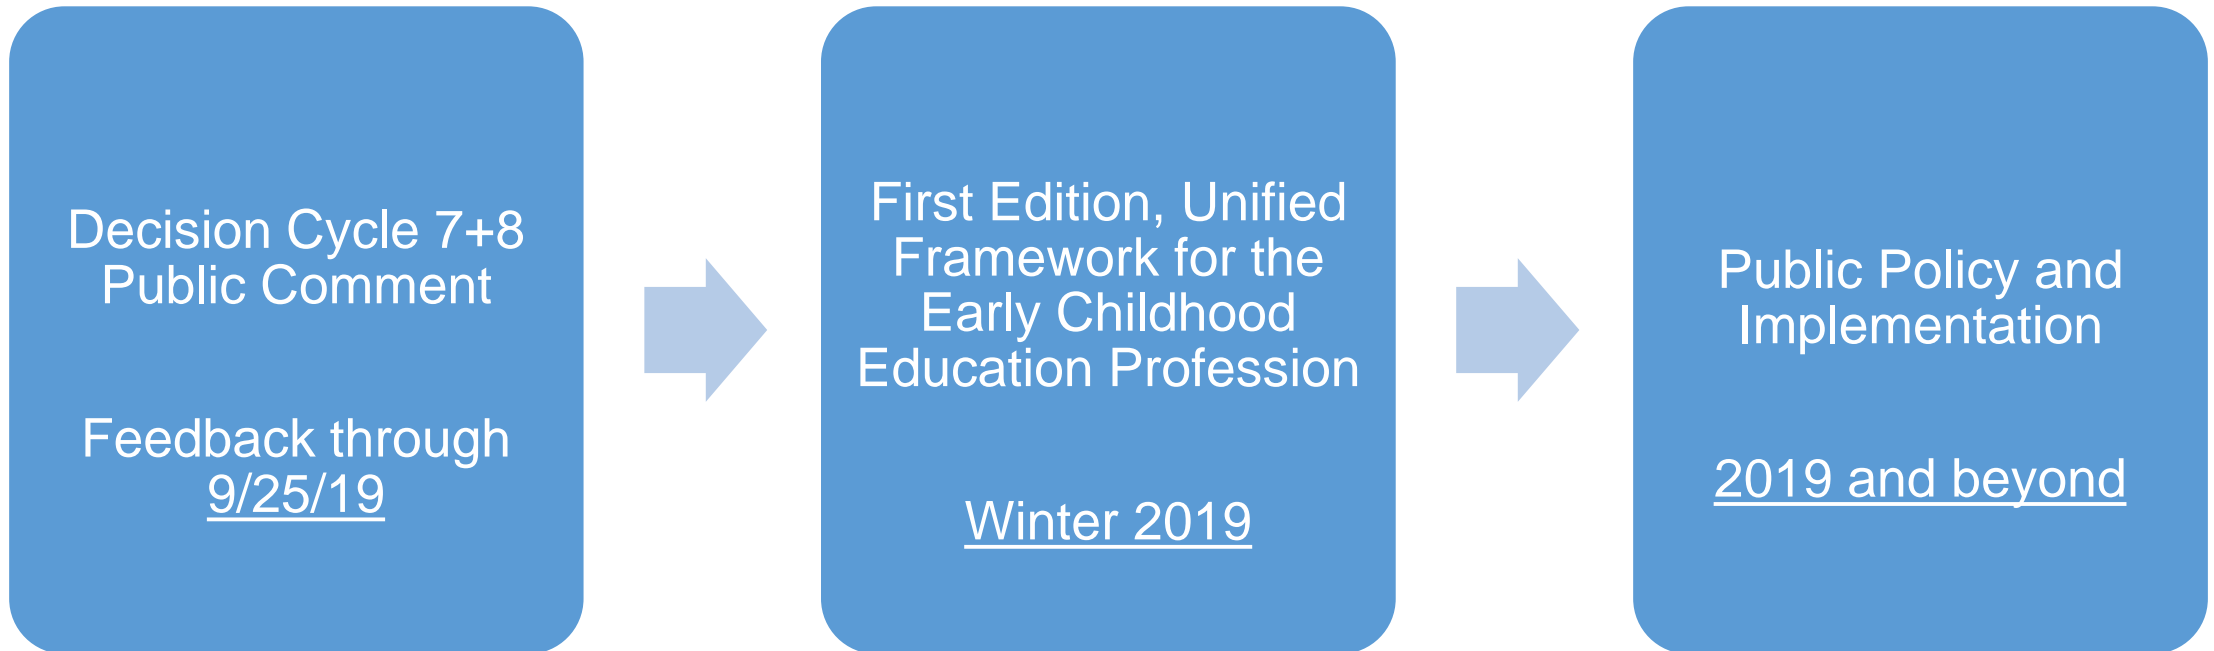 Decision Cycle 7+8
Public Comment
Feedback through
9/25/19
First Edition, Unified
Framework for the
Early Childhood
Education Profession
Winter 2019
Public Policy and
Implementation
2019 and beyond